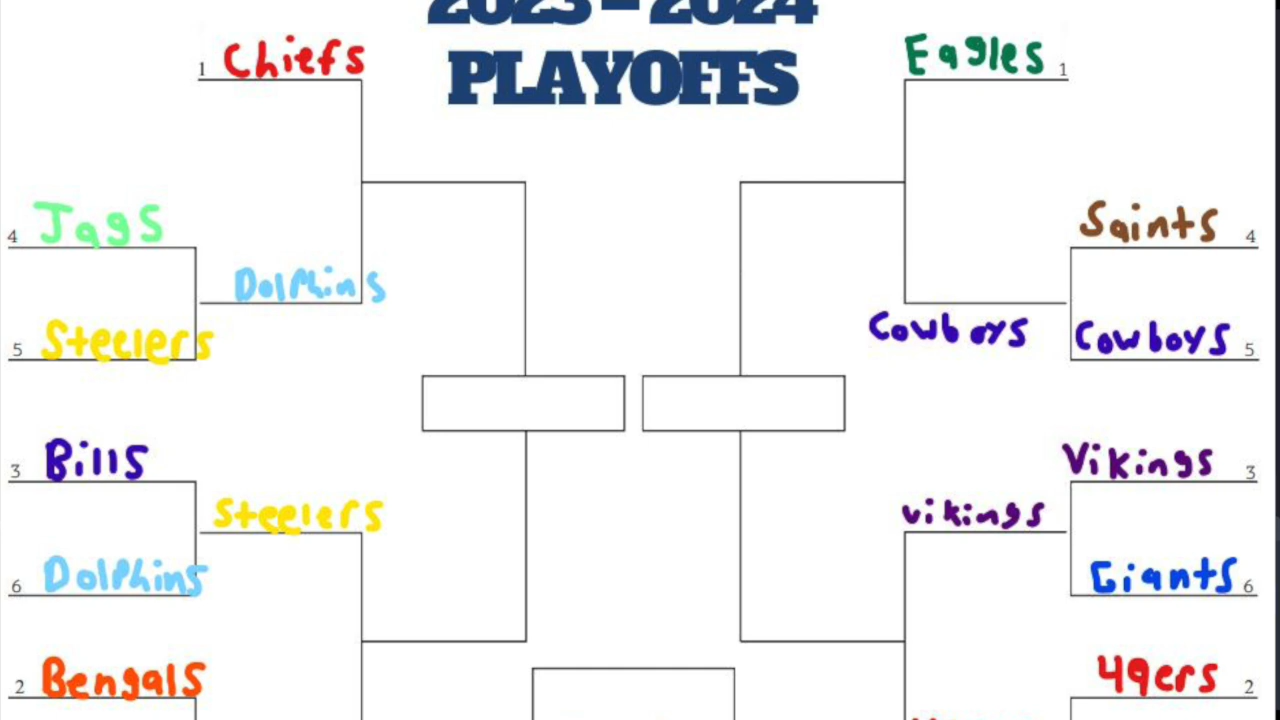 2023-2024
PLAYOFFS
1 Chiefs
Eagles 1
4 Jags
Saints 4
Dolphins
5 Steelers
Cowboys
Cowboys 5
3 Bills
Vikings 3
Steelers
vikings
6 Dolphins
Giants 6
2 Bengals
49ers 2